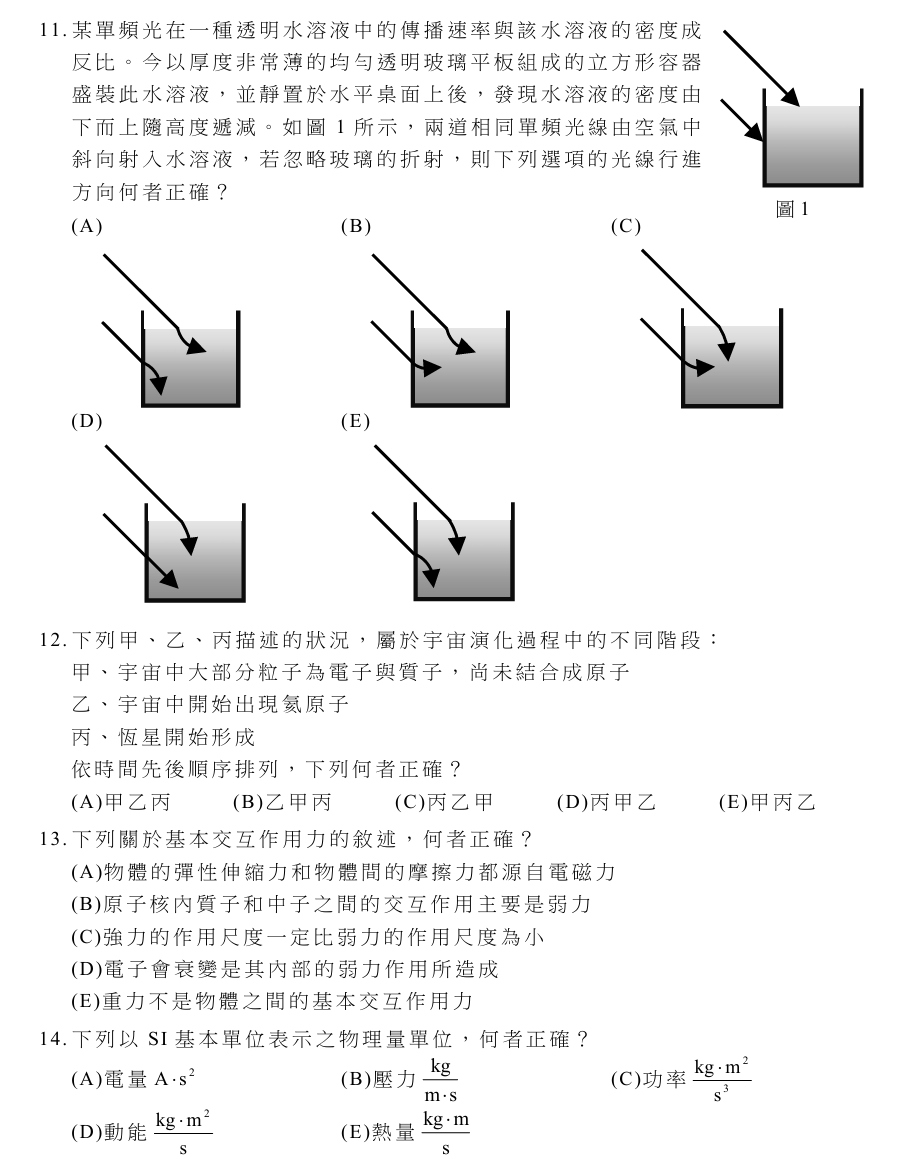 11. 某單頻光在一種透明水溶液中的傳播速率與該水溶液的密度成
反比。今以厚度非常薄的均勻透明玻璃平板組成的立方形容器
盛裝此水溶液，並靜置於水平桌面上後，發現水溶液的密度由
下而上隨高度遞減。如圖 1 所示，兩道相同單頻光線由空氣中
斜向射入水溶液，若忽略玻璃的折射，則下列選項的光線行進
方向何者正確？
圖 1
(A) (B) (C)
(D) (E)
12. 下列甲、乙、丙描述的狀況，屬於宇宙演化過程中的不同階段：
甲、宇宙中大部分粒子為電子與質子，尚未結合成原子
乙、宇宙中開始出現氦原子
丙、恆星開始形成
依時間先後順序排列，下列何者正確？
(A)甲乙丙 (B)乙甲丙 (C)丙乙甲 (D)丙甲乙 (E)甲丙乙
13. 下列關於基本交互作用力的敘述，何者正確？
(A)物體的彈性伸縮力和物體間的摩擦力都源自電磁力
(B)原子核內質子和中子之間的交互作用主要是弱力
(C)強力的作用尺度一定比弱力的作用尺度為小
(D)電子會衰變是其內部的弱力作用所造成
(E)重力不是物體之間的基本交互作用力
14. 下列以 SI 基本單位表示之物理量單位，何者正確？
(A)電量 A·s² (B)壓力 kg/(m·s) (C)功率 kg·m²/s³
(D)動能 kg·m²/s (E)熱量 kg·m/s